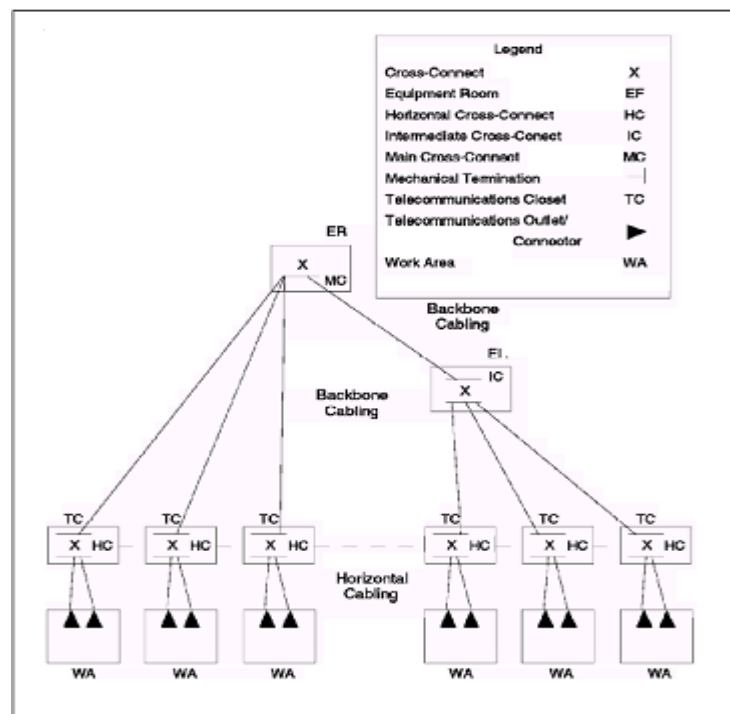 Legend
Cross-Connect X
Equipment Room EF
Horizontal Cross-Connect HC
Intermediate Cross-Conect IC
Main Cross-Connect MC
Mechanical Termination
Telecommunications Closet TC
Telecommunications Outlet/
Connector
Work Area WA
ER
X
MC
Backbone
Cabling
IC
X
Backbone
Cabling
TC TC TC TC TC TC
X HC X HC X HC X HC X HC X HC
Horizontal
Cabling
WA WA WA WA WA WA